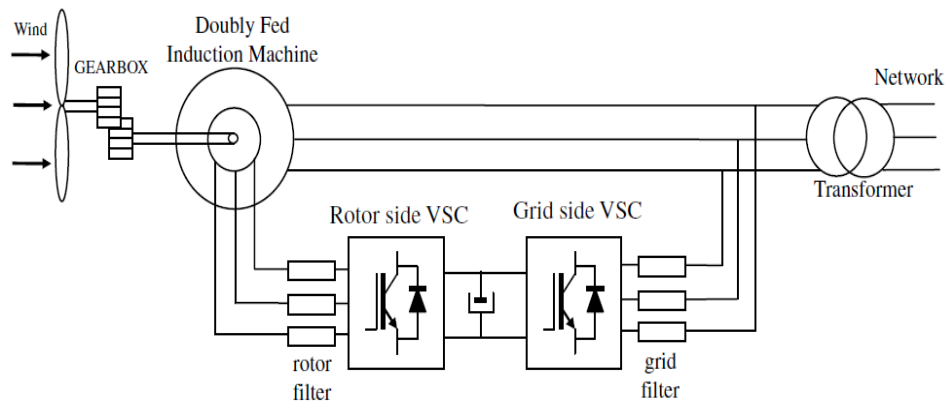 Doubly Fed
Induction Machine
Wind
GEARBOX
Network
Transformer
Rotor side VSC
Grid side VSC
rotor
filter
grid
filter